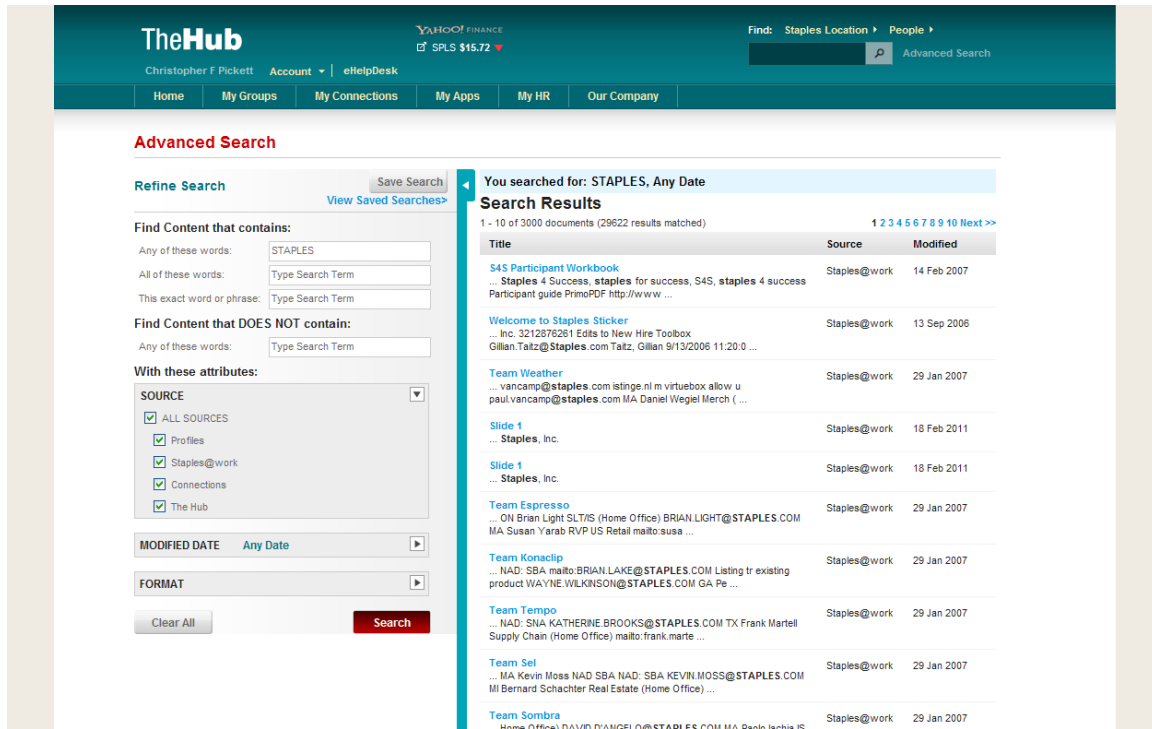 TheHub
YAHOO! FINANCE
SPLS $15.72
Find: Staples Location People
Advanced Search
Christopher F Pickett Account eHelpDesk
Home My Groups My Connections My Apps My HR Our Company
Advanced Search
Refine Search
Save Search
View Saved Searches>
Find Content that contains:
Any of these words: STAPLES
All of these words: Type Search Term
This exact word or phrase: Type Search Term
Find Content that DOES NOT contain:
Any of these words: Type Search Term
With these attributes:
SOURCE
ALL SOURCES
Profiles
Staples@work
Connections
The Hub
MODIFIED DATE Any Date
FORMAT
Clear All Search
You searched for: STAPLES, Any Date
Search Results
1 - 10 of 3000 documents (29622 results matched) 1 2 3 4 5 6 7 8 9 10 Next >>
Title Source Modified
S4S Participant Workbook Staples@work 14 Feb 2007
... Staples 4 Success, staples for success, S4S, staples 4 success
Participant guide PrimoPDF http://www ...
Welcome to Staples Sticker Staples@work 13 Sep 2006
... Inc. 3212876261 Edits to New Hire Toolbox
Gillian.Taitz@Staples.com Taitz, Gillian 9/13/2006 11:20:0 ...
Team Weather Staples@work 29 Jan 2007
... vancamp@staples.com istinge.nl m virtuebox allow u
paul.vancamp@staples.com MA Daniel Wegiel Merch ( ...
Slide 1 Staples@work 18 Feb 2011
... Staples, Inc.
Slide 1 Staples@work 18 Feb 2011
... Staples, Inc.
Team Espresso Staples@work 29 Jan 2007
... ON Brian Light SLT/IS (Home Office) BRIAN.LIGHT@STAPLES.COM
MA Susan Yarab RVP US Retail mailto:susa ...
Team Konaclip Staples@work 29 Jan 2007
... NAD: SBA mailto:BRIAN.LAKE@STAPLES.COM Listing tr existing
product WAYNE.WILKINSON@STAPLES.COM GA Pe ...
Team Tempo Staples@work 29 Jan 2007
... NAD: SNA KATHERINE.BROOKS@STAPLES.COM TX Frank Martell
Supply Chain (Home Office) mailto:frank.marte ...
Team Sel Staples@work 29 Jan 2007
... MA Kevin Moss NAD SBA NAD: SBA KEVIN.MOSS@STAPLES.COM
MI Bernard Schachter Real Estate (Home Office) ...
Team Sombra Staples@work 29 Jan 2007
... Home Office) DAVID.D'ANGELO@STAPLES.COM MA Paolo Iachia IS